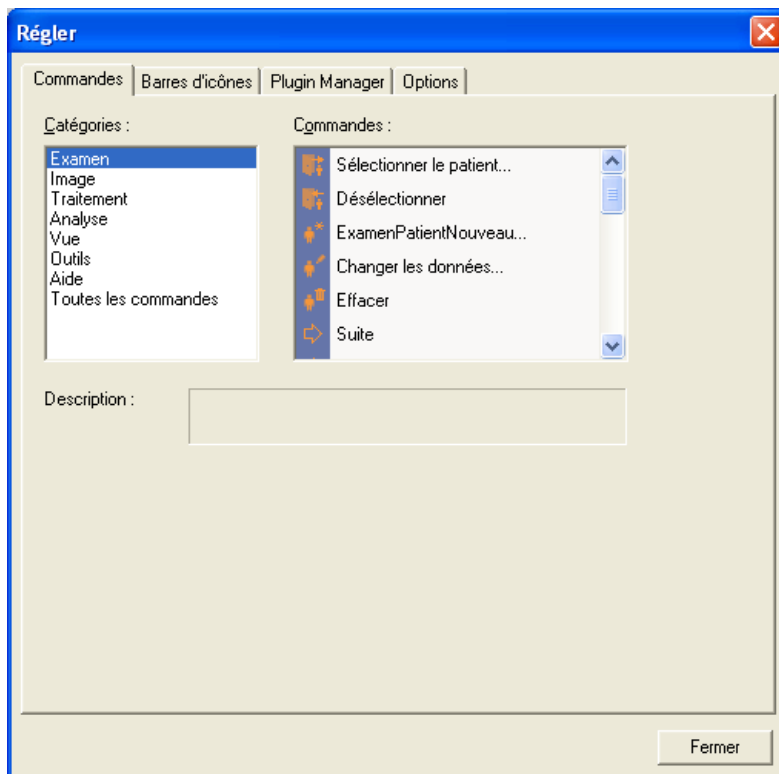 Régler
Commandes Barres d'icônes Plugin Manager Options
Catégories : Commandes :
Examen
Image
Traitement
Analyse
Vue
Outils
Aide
Toutes les commandes
Sélectionner le patient...
Désélectionner
ExamenPatientNouveau...
Changer les données...
Effacer
Suite
Description :
Fermer